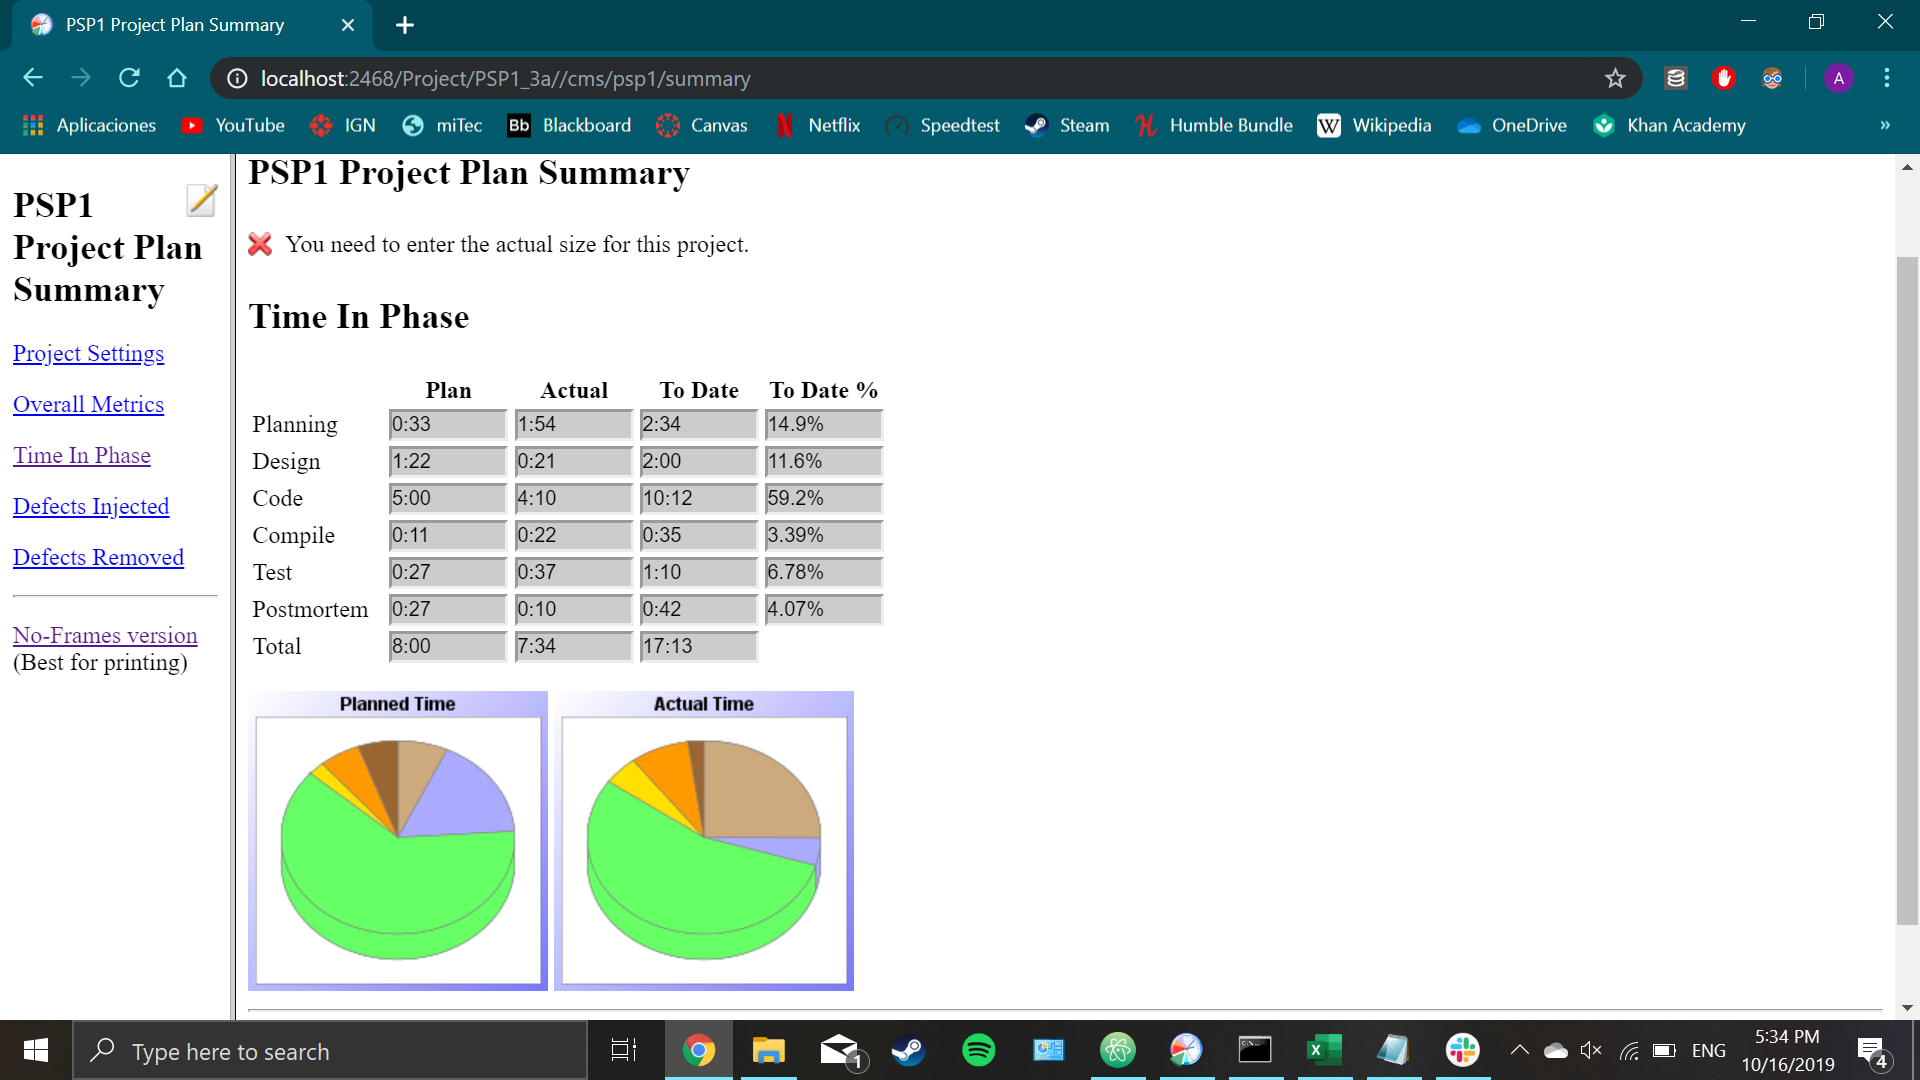 PSP1 Project Plan Summary
localhost:2468/Project/PSP1_3a//cms/psp1/summary
A
Aplicaciones YouTube IGN miTec Bb Blackboard Canvas Netflix Speedtest Steam Humble Bundle W Wikipedia OneDrive Khan Academy »
PSP1
Project Plan
Summary
Project Settings
Overall Metrics
Time In Phase
Defects Injected
Defects Removed
No-Frames version
(Best for printing)
PSP1 Project Plan Summary
You need to enter the actual size for this project.
Time In Phase
Plan Actual To Date To Date %
Planning 0:33 1:54 2:34 14.9%
Design 1:22 0:21 2:00 11.6%
Code 5:00 4:10 10:12 59.2%
Compile 0:11 0:22 0:35 3.39%
Test 0:27 0:37 1:10 6.78%
Postmortem 0:27 0:10 0:42 4.07%
Total 8:00 7:34 17:13
Planned Time Actual Time
Type here to search
1
ENG
5:34 PM
10/16/2019
4